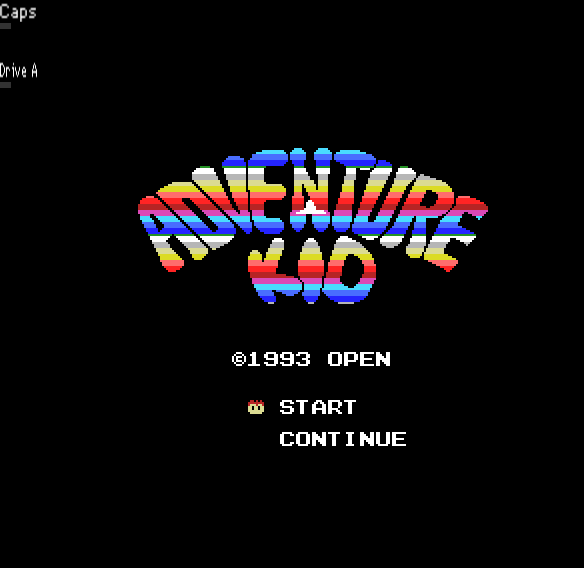 Caps
Drive A
ADVENTURE
KID
©1993 OPEN
START
CONTINUE